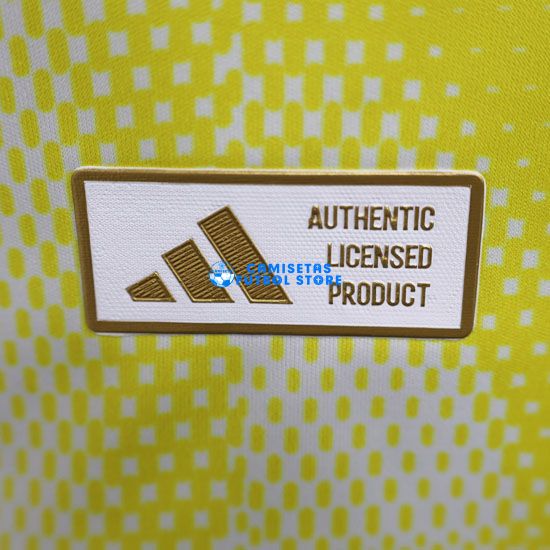 AUTHENTIC
LICENSED
PRODUCT
CAMISETAS
FUTBOL STORE